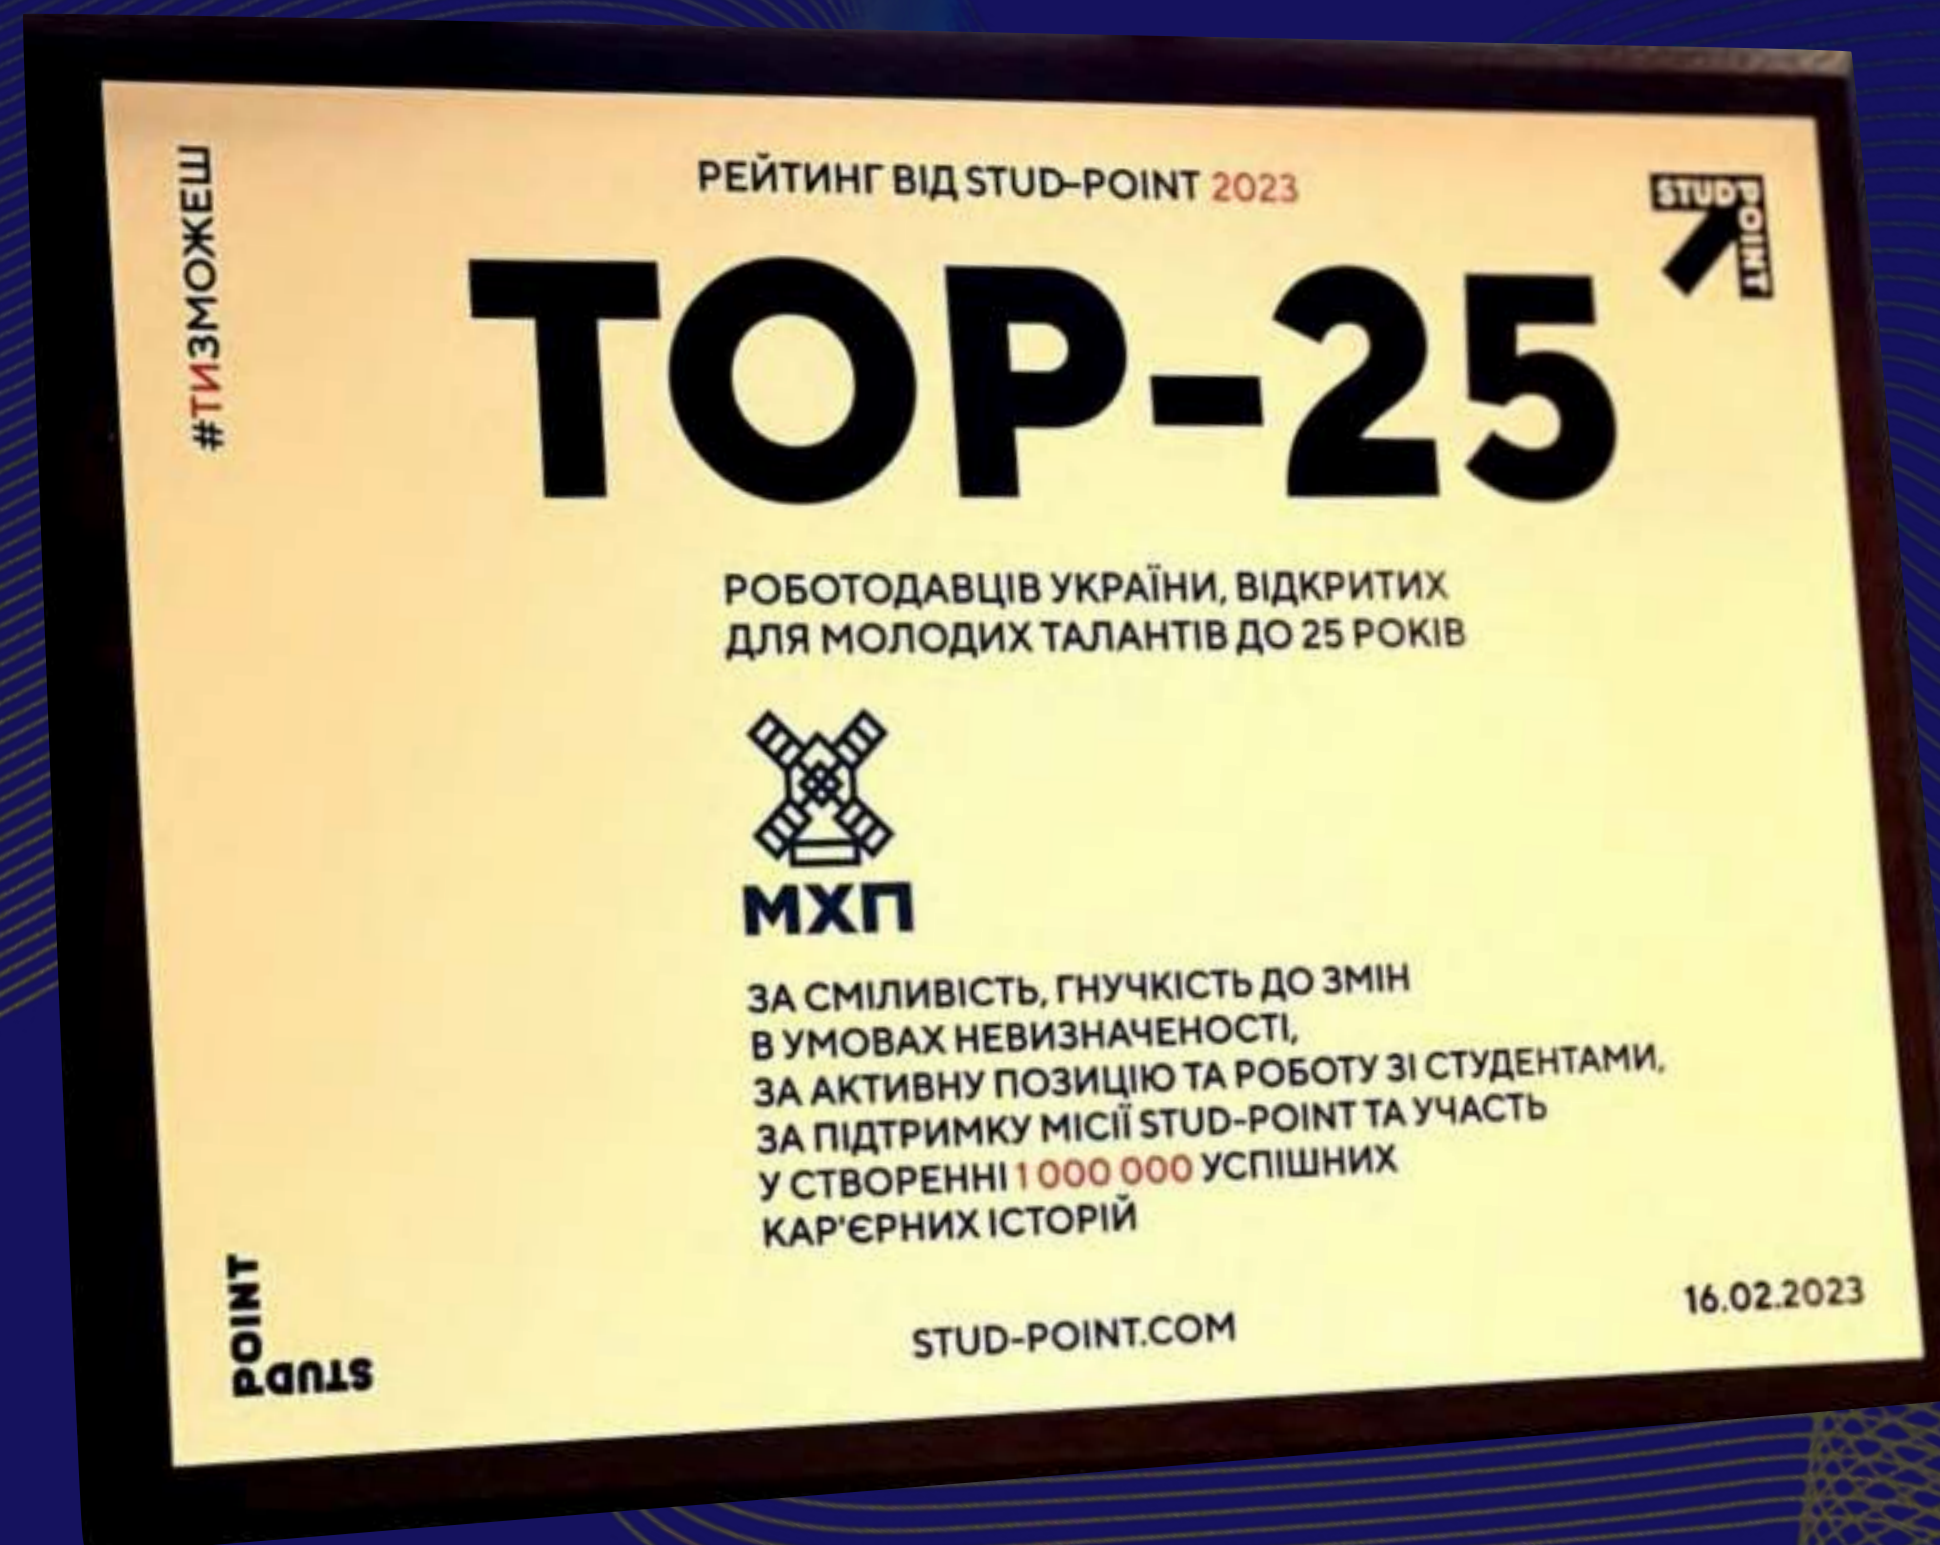 #ТИЗМОЖЕШ
РЕЙТИНГ ВІД STUD-POINT 2023
STUD POINT
TOP-25
РОБОТОДАВЦІВ УКРАЇНИ, ВІДКРИТИХ
ДЛЯ МОЛОДИХ ТАЛАНТІВ ДО 25 РОКІВ
МХП
ЗА СМІЛИВІСТЬ, ГНУЧКІСТЬ ДО ЗМІН
В УМОВАХ НЕВИЗНАЧЕНОСТІ,
ЗА АКТИВНУ ПОЗИЦІЮ ТА РОБОТУ ЗІ СТУДЕНТАМИ,
ЗА ПІДТРИМКУ МІСІЇ STUD-POINT ТА УЧАСТЬ
У СТВОРЕННІ 1 000 000 УСПІШНИХ
КАР'ЄРНИХ ІСТОРІЙ
STUD POINT
STUD-POINT.COM
16.02.2023